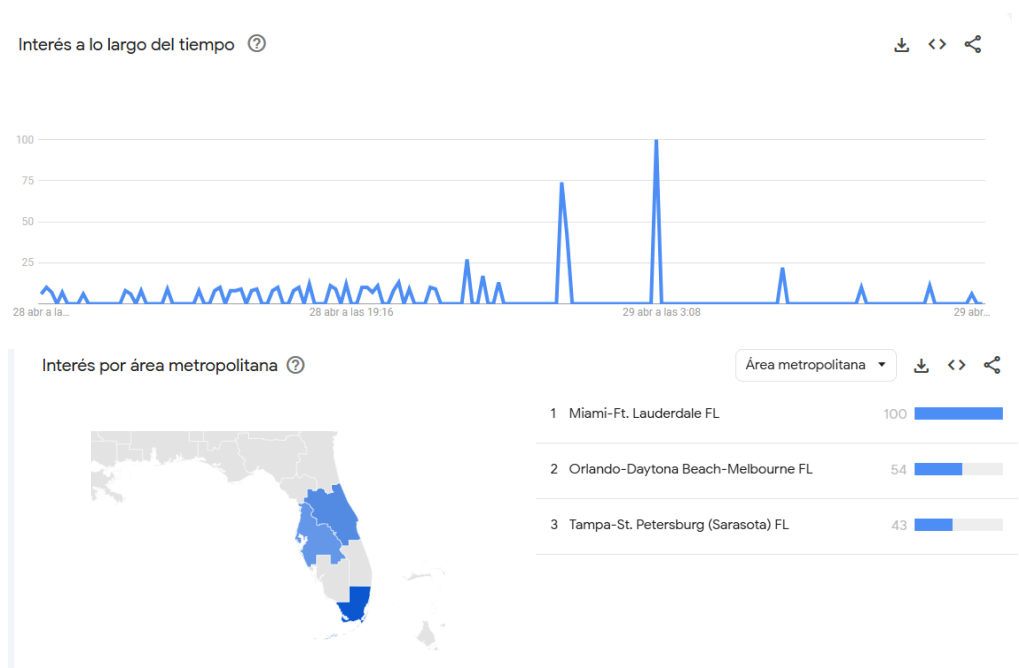 Interés a lo largo del tiempo
100
75
50
25
28 abr a la...
28 abr a las 19:16
29 abr a las 3:08
29 abr...
Interés por área metropolitana
Área metropolitana
1 Miami-Ft. Lauderdale FL 100
2 Orlando-Daytona Beach-Melbourne FL 54
3 Tampa-St. Petersburg (Sarasota) FL 43